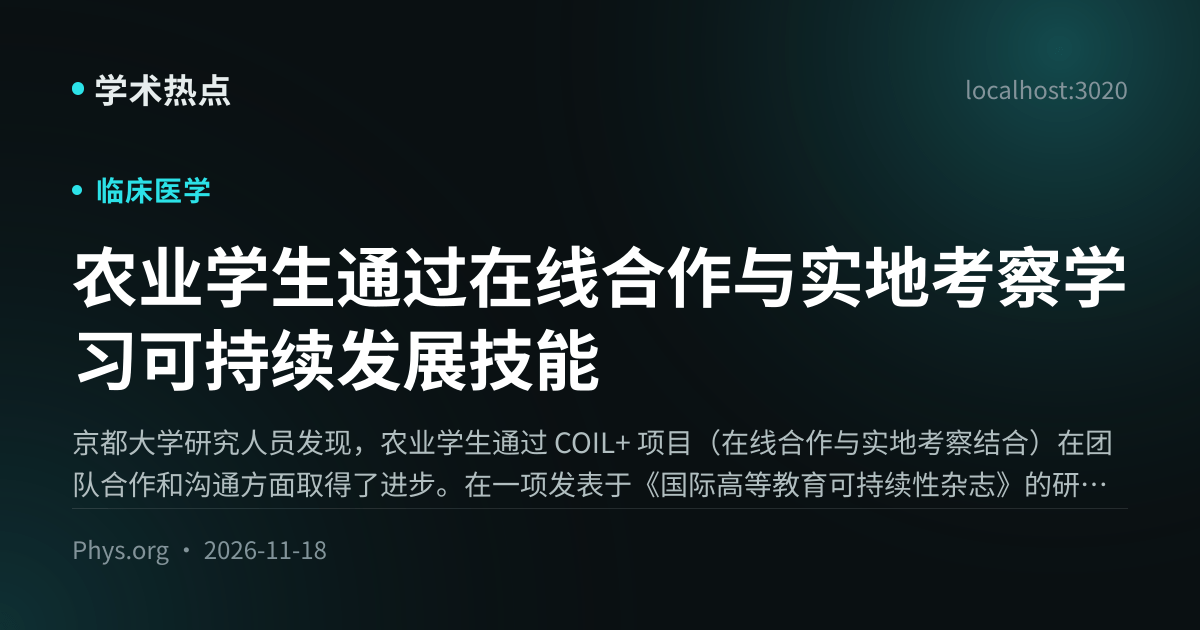 学术热点
localhost:3020
临床医学
农业学生通过在线合作与实地考察学
习可持续发展技能
京都大学研究人员发现，农业学生通过 COIL+ 项目（在线合作与实地考察结合）在团
队合作和沟通方面取得了进步。在一项发表于《国际高等教育可持续性杂志》的研…
Phys.org · 2026-11-18